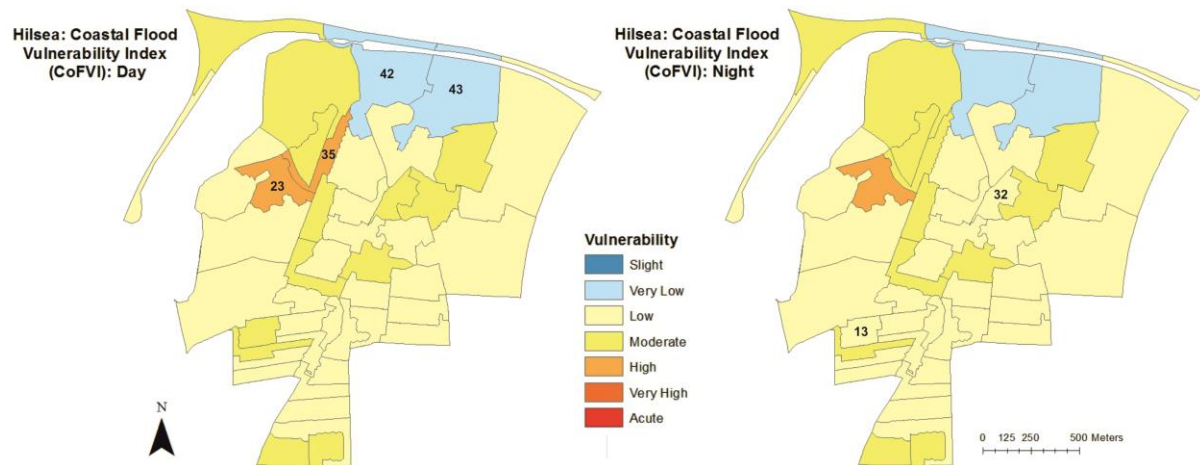 Hilsea: Coastal Flood
Vulnerability Index
(CoFVI): Day
42
43
35
23
N
Vulnerability
Slight
Very Low
Low
Moderate
High
Very High
Acute
Hilsea: Coastal Flood
Vulnerability Index
(CoFVI): Night
32
13
0 125 250 500 Meters